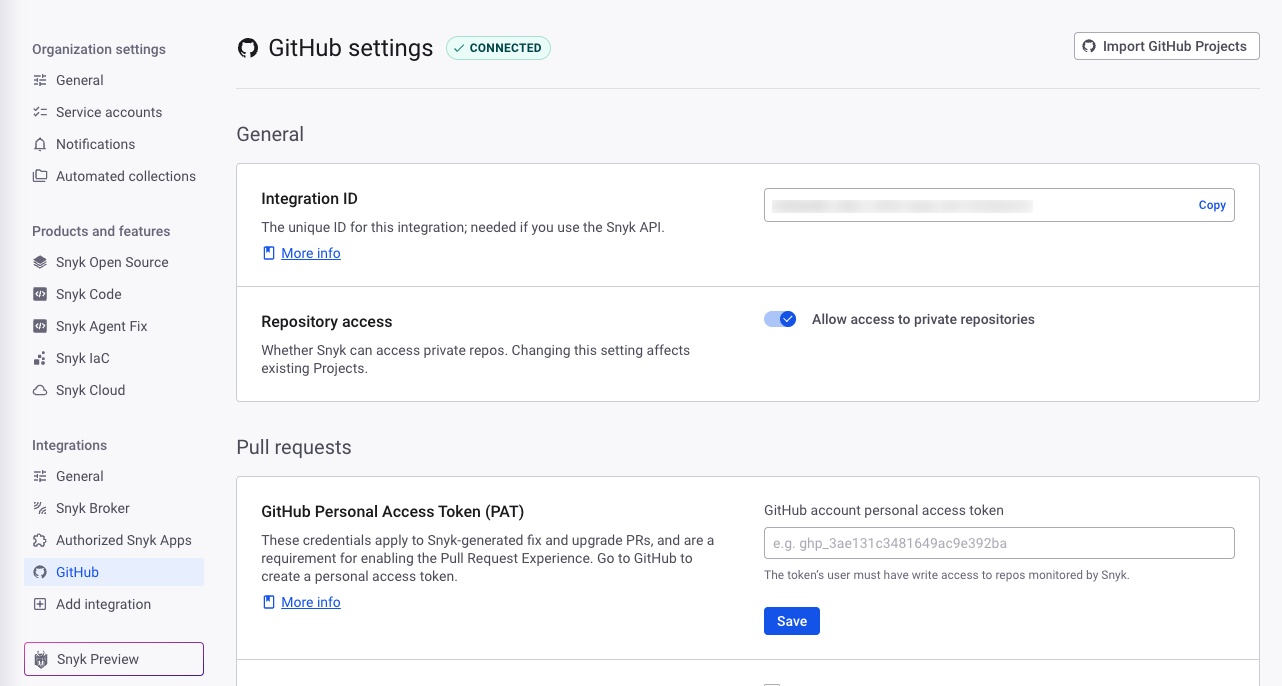 Organization settings
General
Service accounts
Notifications
Automated collections
Products and features
Snyk Open Source
Snyk Code
Snyk Agent Fix
Snyk IaC
Snyk Cloud
Integrations
General
Snyk Broker
Authorized Snyk Apps
GitHub
Add integration
Snyk Preview
GitHub settings CONNECTED
Import GitHub Projects
General
Integration ID
The unique ID for this integration; needed if you use the Snyk API.
More info
Copy
Repository access
Whether Snyk can access private repos. Changing this setting affects
existing Projects.
Allow access to private repositories
Pull requests
GitHub Personal Access Token (PAT)
These credentials apply to Snyk-generated fix and upgrade PRs, and are a
requirement for enabling the Pull Request Experience. Go to GitHub to
create a personal access token.
More info
GitHub account personal access token
e.g. ghp_3ae131c3481649ac9e392ba
The token's user must have write access to repos monitored by Snyk.
Save